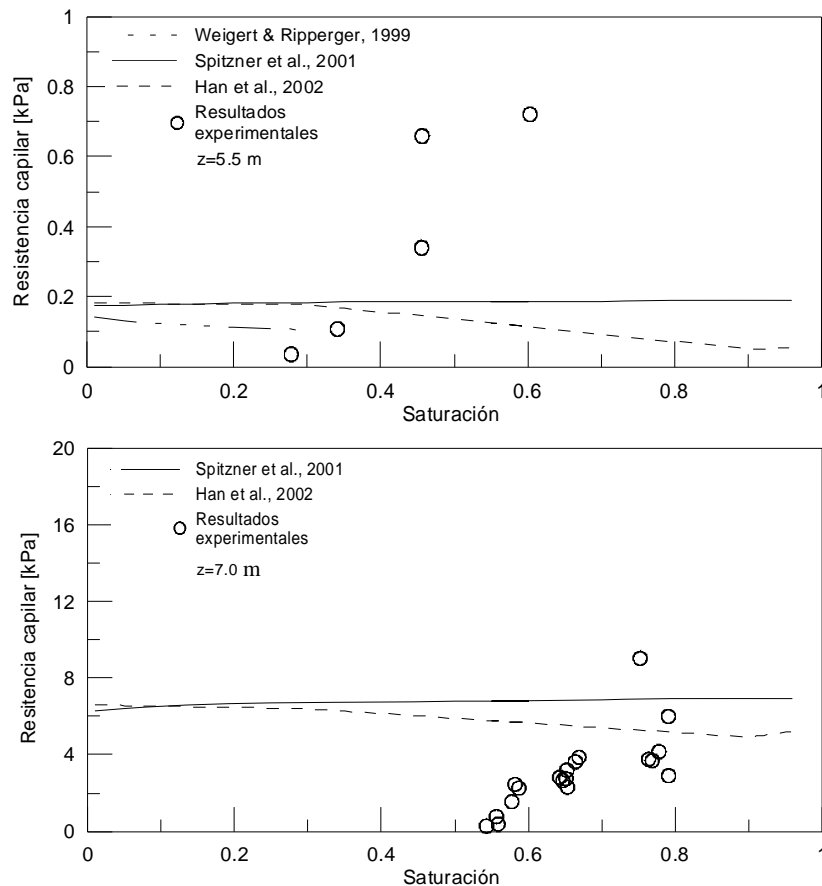 1
0.8
0.6
0.4
0.2
0
Resistencia capilar [kPa]
Weigert & Ripperger, 1999
Spitzner et al., 2001
Han et al., 2002
Resultados
experimentales
z=5.5 m
0 0.2 0.4 0.6 0.8 1
Saturación
20
16
12
8
4
0
Resitencia capilar [kPa]
Spitzner et al., 2001
Han et al., 2002
Resultados
experimentales
z=7.0 m
0 0.2 0.4 0.6 0.8 1
Saturación